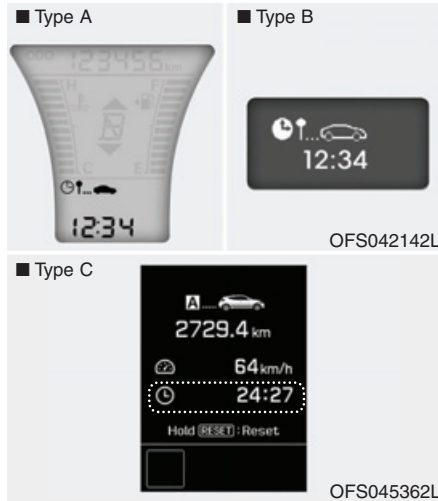 ■ Type A
■ Type B
000 123456 km
H F
C E
12:34
12:34
OFS042142L
■ Type C
A
2729.4 km
64 km/h
24:27
Hold RESET : Reset
OFS045362L